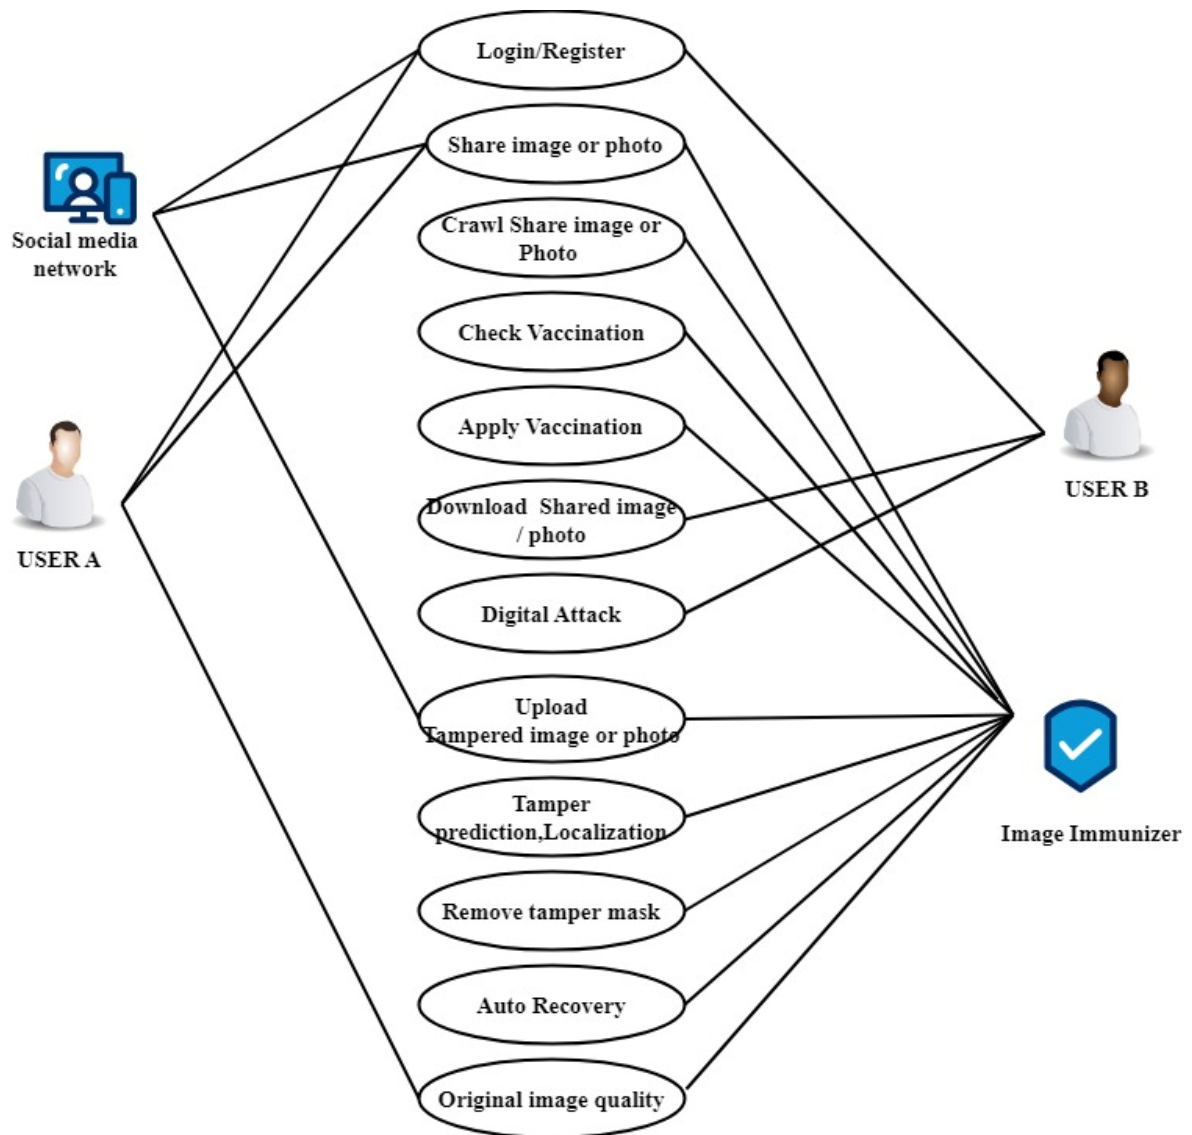 Login/Register
Share image or photo
Social media
network
Crawl Share image or
Photo
Check Vaccination
Apply Vaccination
USER B
Download  Shared image
/ photo
USER A
Digital Attack
Upload
Tampered image or photo
Tamper
prediction,Localization
Image Immunizer
Remove tamper mask
Auto Recovery
Original image quality